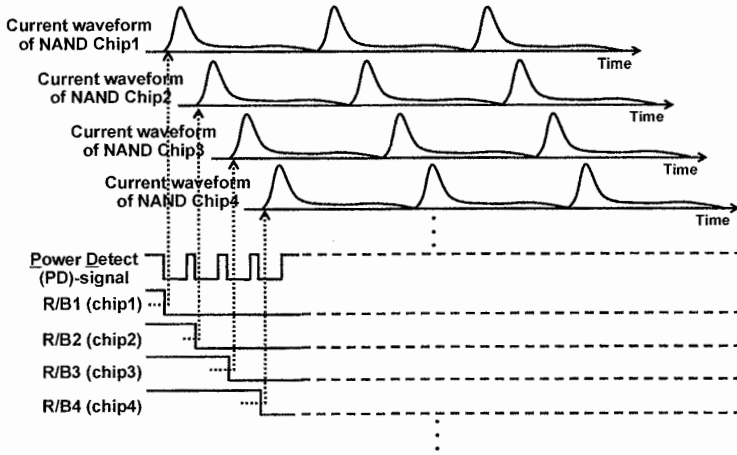 Current waveform
of NAND Chip1
Time
Current waveform
of NAND Chip2
Time
Current waveform
of NAND Chip3
Time
Current waveform
of NAND Chip4
Time
Power Detect
(PD)-signal
R/B1 (chip1)
R/B2 (chip2)
R/B3 (chip3)
R/B4 (chip4)